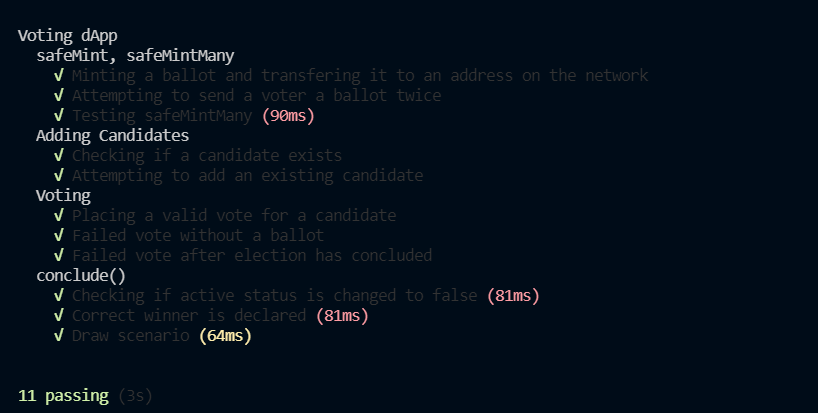 Voting dApp
safeMint, safeMintMany
√ Minting a ballot and transfering it to an address on the network
√ Attempting to send a voter a ballot twice
√ Testing safeMintMany (90ms)
Adding Candidates
√ Checking if a candidate exists
√ Attempting to add an existing candidate
Voting
√ Placing a valid vote for a candidate
√ Failed vote without a ballot
√ Failed vote after election has concluded
conclude()
√ Checking if active status is changed to false (81ms)
√ Correct winner is declared (81ms)
√ Draw scenario (64ms)
11 passing (3s)